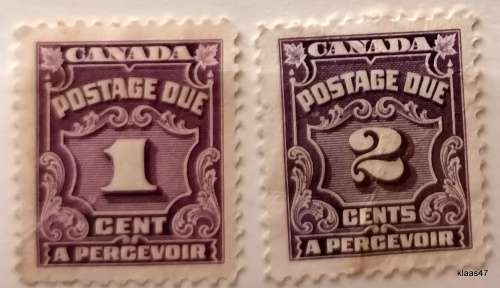 CANADA
POSTAGE DUE
1
CENT
A PERCEVOIR
CANADA
POSTAGE DUE
2
CENTS
A PERCEVOIR
klaas47